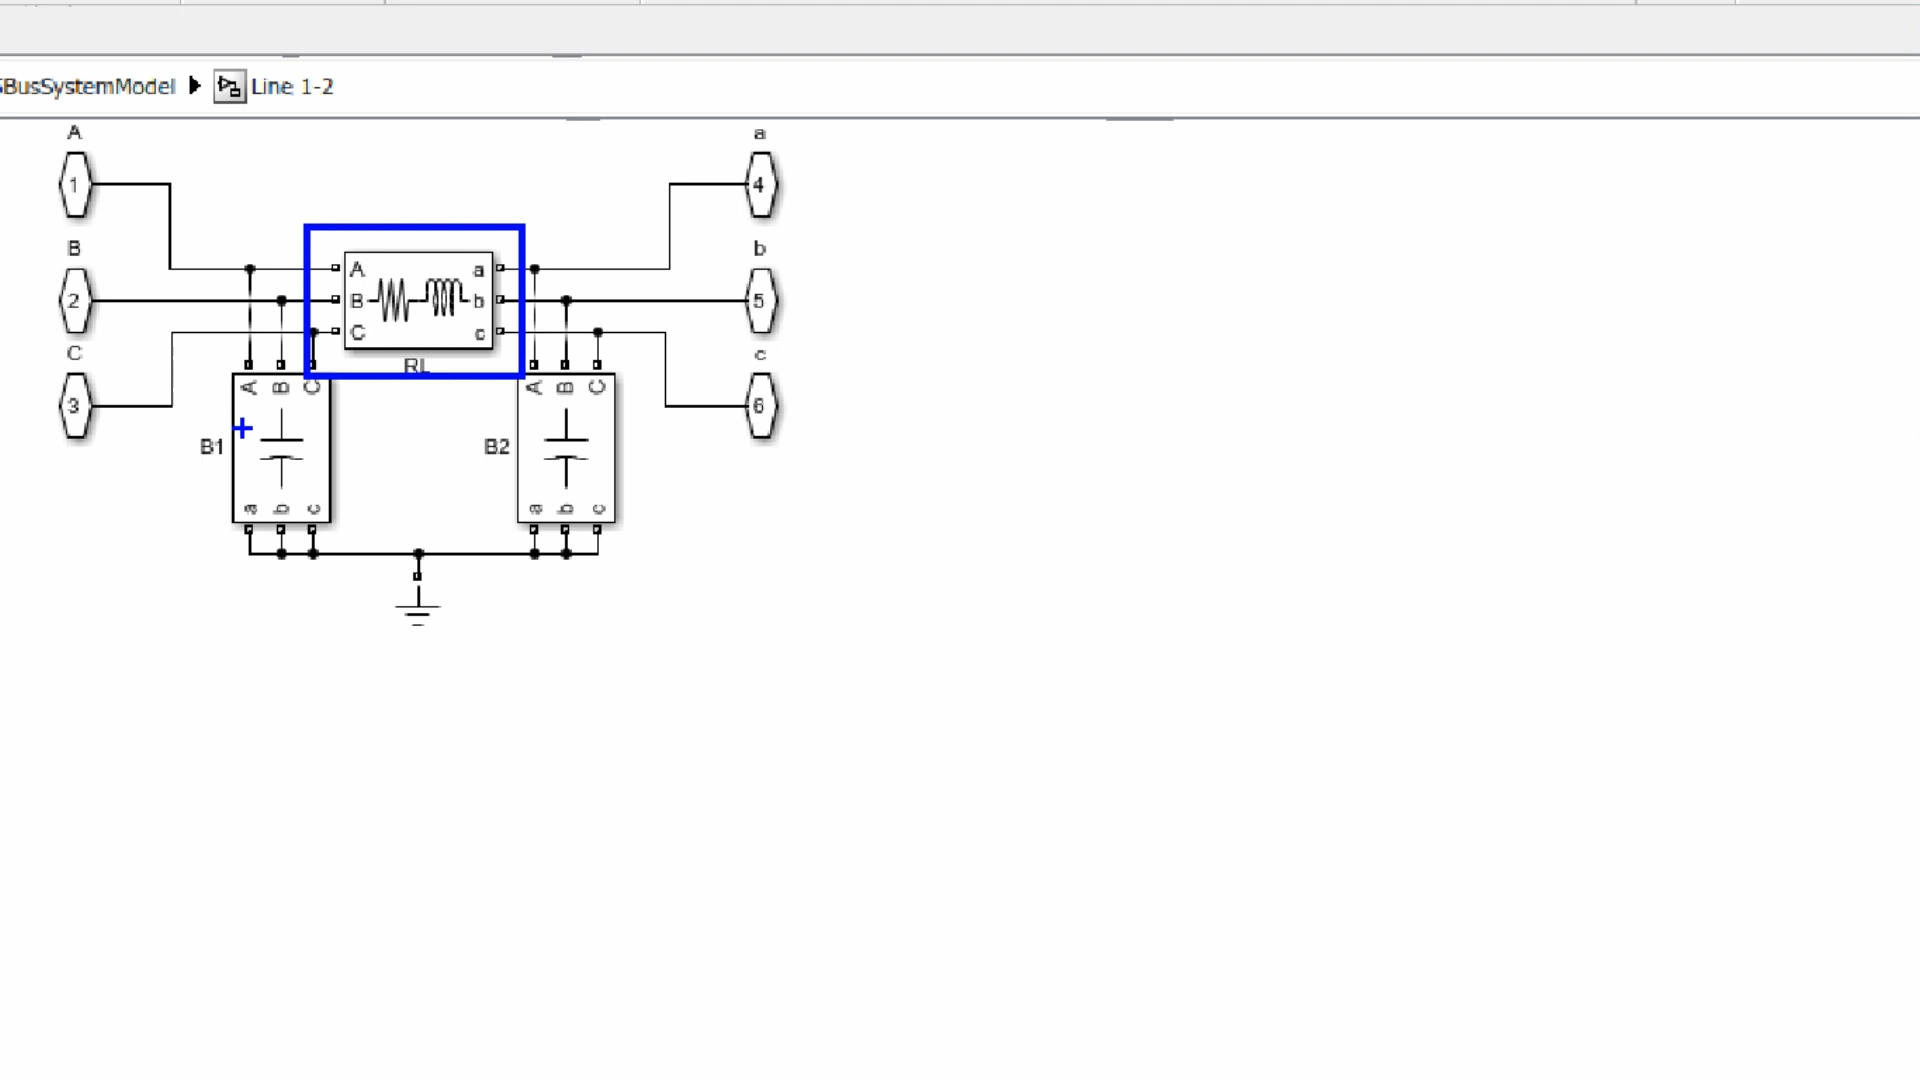 BusSystemModel Line 1-2
A a
1 4
B b
A a
B b
2 5
C c
C c
RL
A B C A B C
3 6
B1 B2
a b c a b c